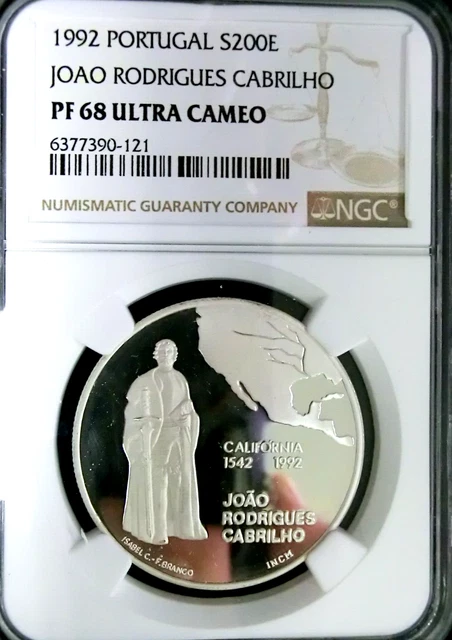 1992 PORTUGAL S200E
JOAO RODRIGUES CABRILHO
PF 68 ULTRA CAMEO
6377390-121
NUMISMATIC GUARANTY COMPANY
NGC®
CALIFÓRNIA
1542 1992
JOÃO
RODRIGUES
CABRILHO
ISABEL C.-F.BRANCO
INCM